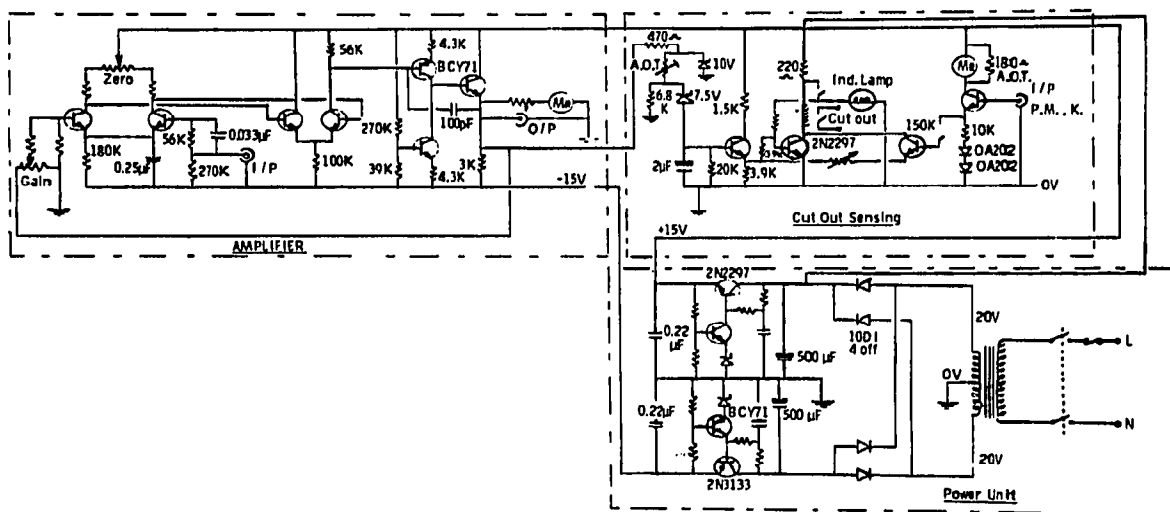 Zero
56K
4.3K
BCY71
100pF
Me
O/P
180K
56K
0.033µF
0.25µF
270K
I/P
100K
270K
39K
4.3K
3K
Gain
-15V
AMPLIFIER
470~
A.O.T.
10V
6.8
K
7.5V
2µF
1.5K
20K
3.9K
220
~
Ind. Lamp
Cut out
2N2297
150K
Me
180~
A.O.T.
I/P
P.M., K.
10K
OA202
OA202
0V
Cut Out Sensing
+15V
2N2297
0.22
µF
500 µF
10D1
4 off
20V
0V
L
N
0.22µF
BCY71
500 µF
2N3133
20V
Power Unit